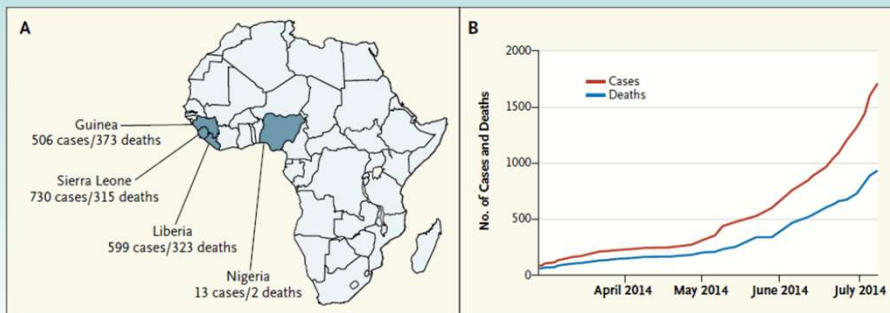 A
Guinea
506 cases/373 deaths
Sierra Leone
730 cases/315 deaths
Liberia
599 cases/323 deaths
Nigeria
13 cases/2 deaths
B
No. of Cases and Deaths
2000
1500
1000
500
0
Cases
Deaths
April 2014
May 2014
June 2014
July 2014